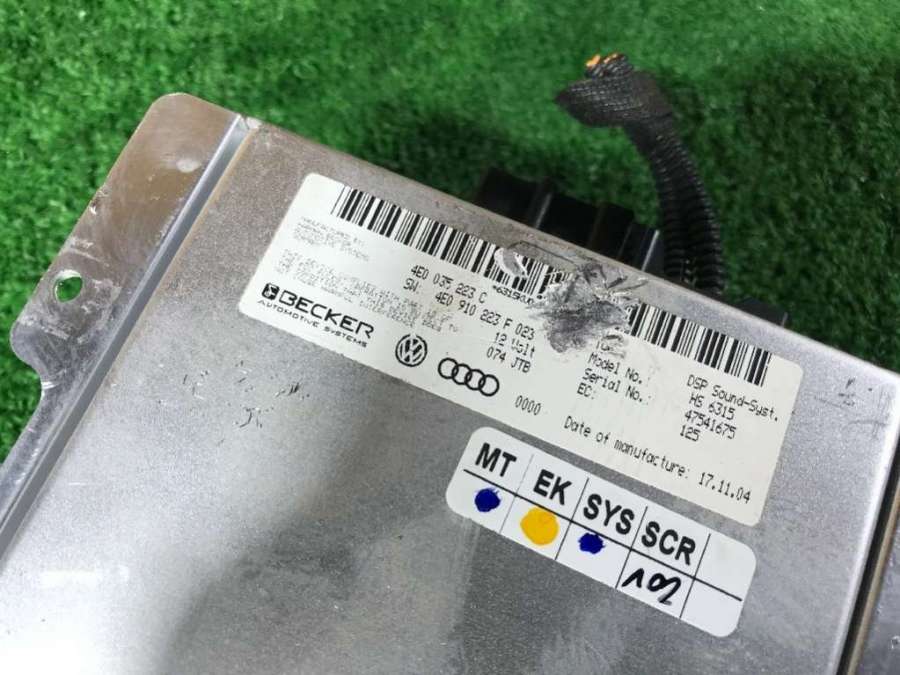 4E0 035 223 C
SW: 4E0 910 223 F 023
12 Volt
074 JTB
0000
BECKER
AUTOMOTIVE SYSTEMS
DSP Sound-Syst.
Model No.: HS 6315
Serial No.: 47541675
EC: 125
Date of manufacture: 17.11.04
MT EK SYS SCR